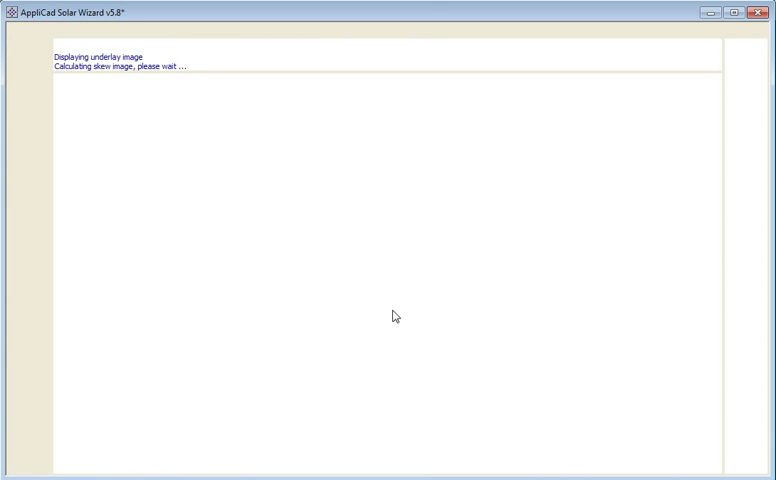 AppliCad Solar Wizard v5.8*
Displaying underlay image
Calculating skew image, please wait ...